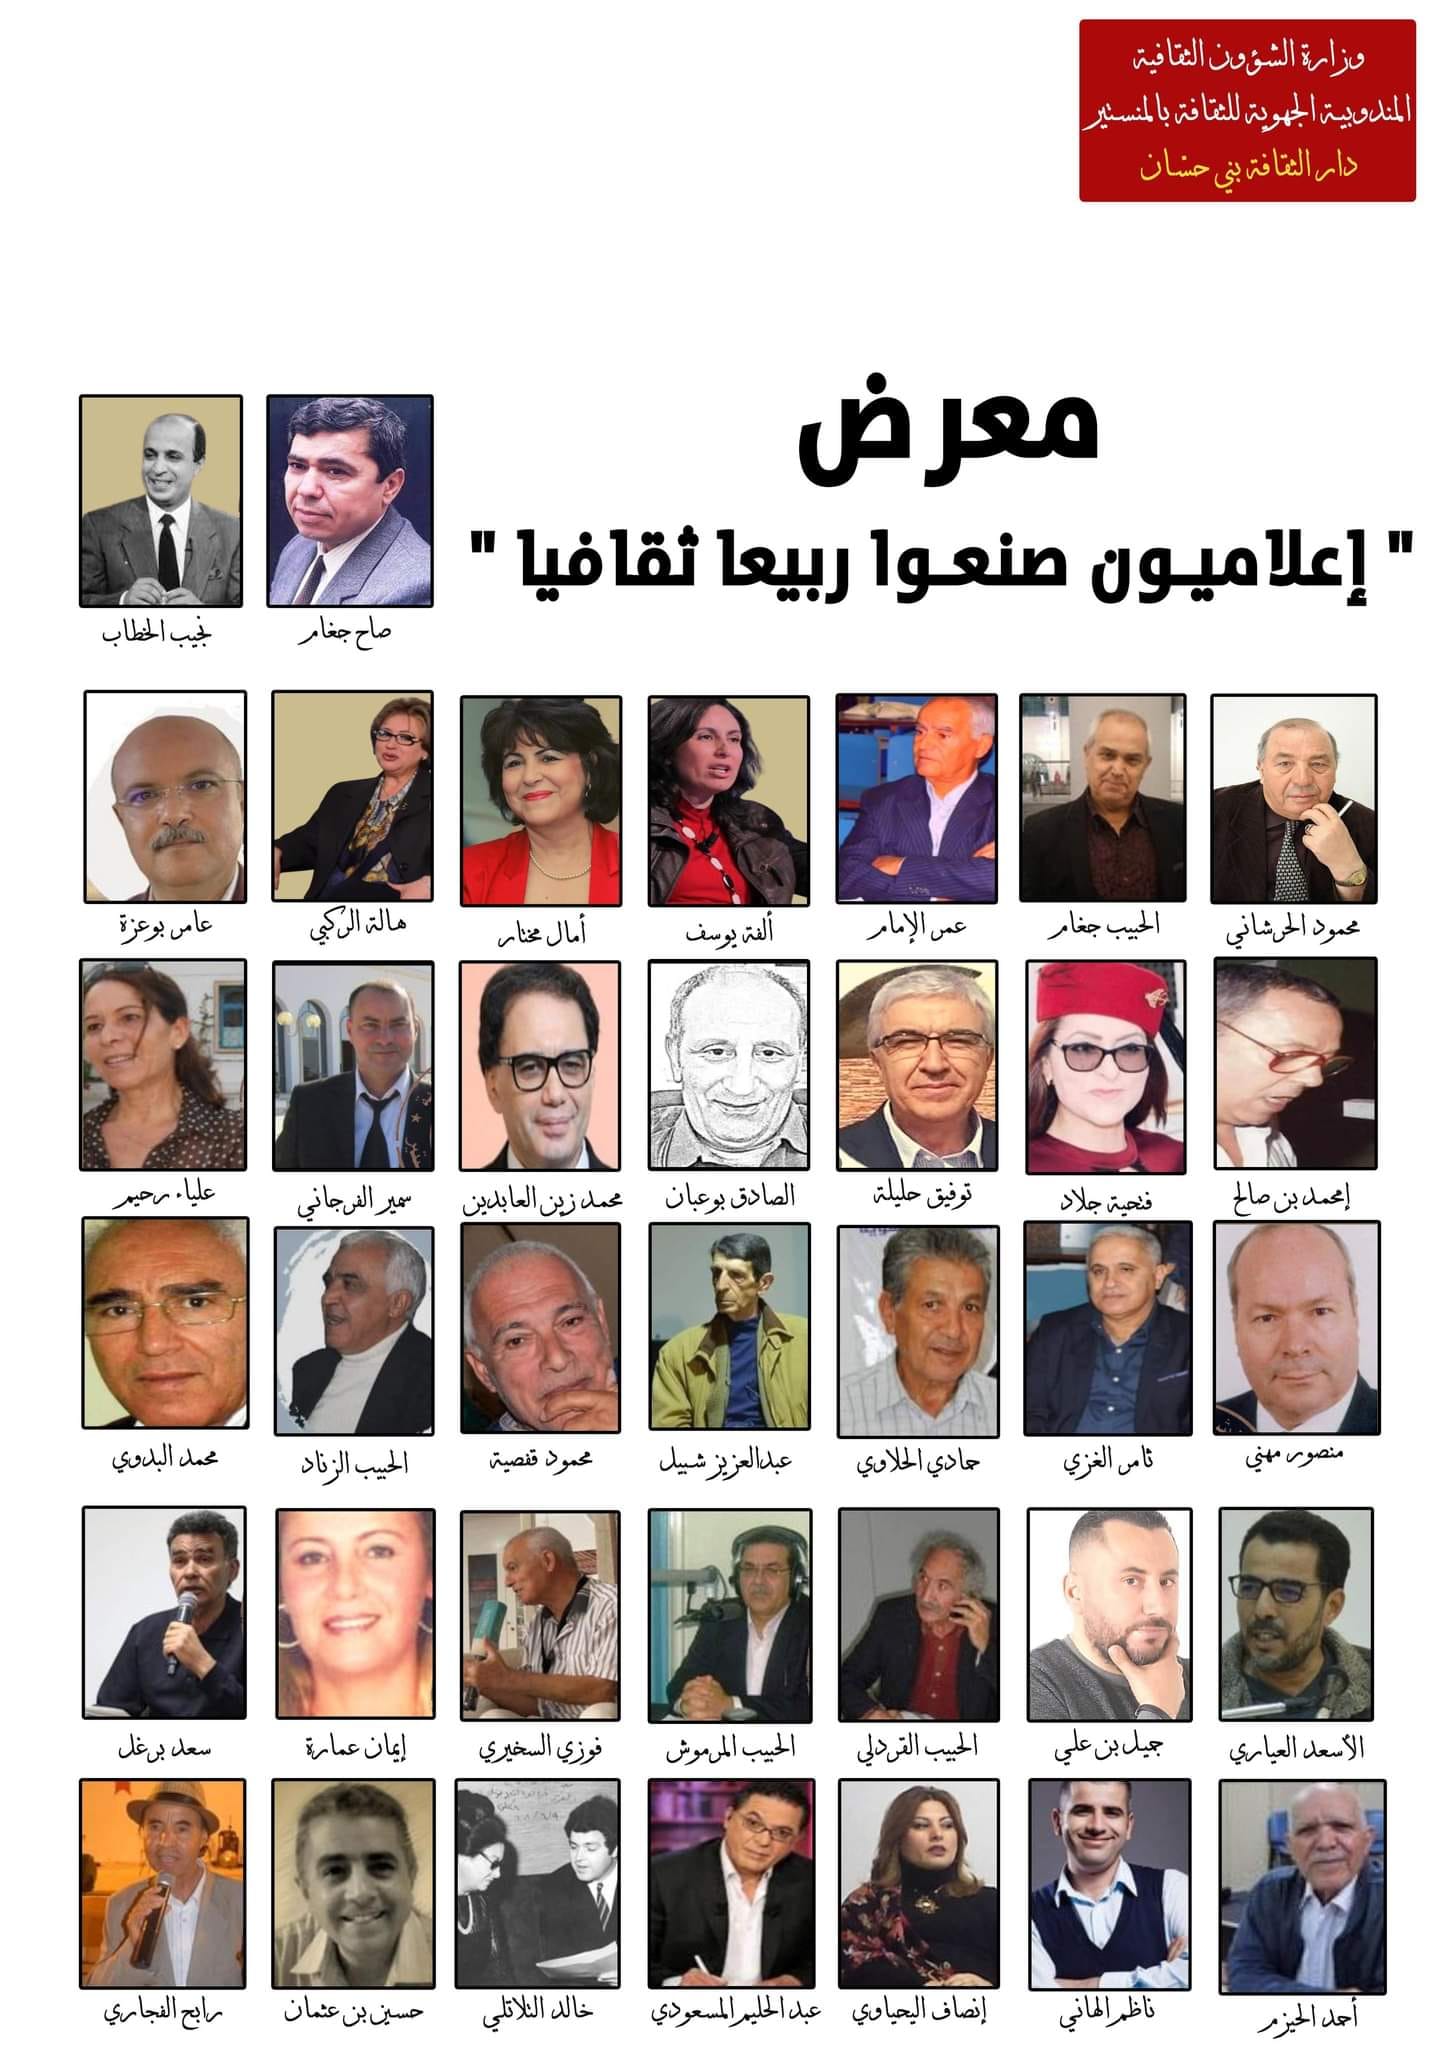 وزارة الشؤون الثقافية
المندوبية الجهوية للثقافة بالمنستير
دار الثقافة بني حسّان
معرض
" إعلاميون صنعوا ربيعا ثقافيا "
صالح جغام
نجيب الخطاب
محمود الحرشاني
الحبيب جغام
عمر الإمام
ألفة يوسف
أمال مختار
هالة الركبي
عامر بوعزة
إمحمد بن صالح
فتحية جلاد
توفيق حليلة
الصادق بوعبان
محمد زين العابدين
سمير الفرجاني
علياء رحيم
منصور مهني
ثامر الغزي
حمادي الحلاوي
عبدالعزيز شبيل
محمود قفصية
الحبيب الزناد
محمد البدوي
الأسعد العياري
جميل بن علي
الحبيب القردلي
الحبيب المرموش
فوزي السخيري
إيمان عمارة
سعد برغل
أحمد الحيزم
ناظم الهاني
إنصاف اليحياوي
عبد الحليم المسعودي
خالد التلاتلي
حسين بن عثمان
رابح الفجاري